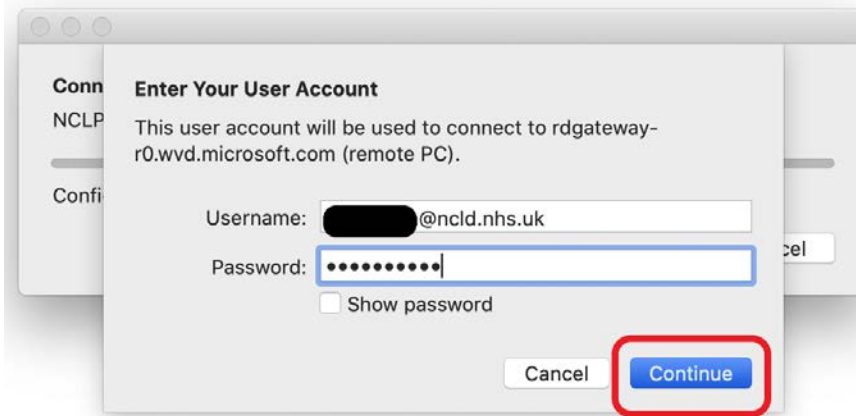 Conn
Enter Your User Account
NCLP
This user account will be used to connect to rdgateway-
r0.wvd.microsoft.com (remote PC).
Confi
Username: @ncld.nhs.uk
Password: ••••••••••
Show password
cel
Cancel Continue